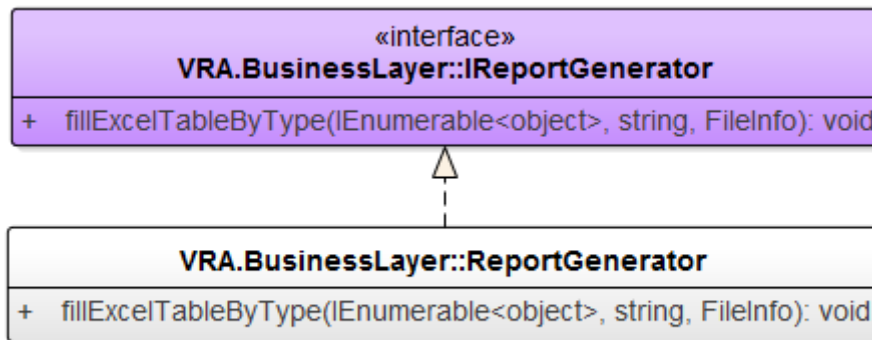 «interface»
VRA.BusinessLayer::IReportGenerator
+ fillExcelTableByType(IEnumerable<object>, string, FileInfo): void
VRA.BusinessLayer::ReportGenerator
+ fillExcelTableByType(IEnumerable<object>, string, FileInfo): void